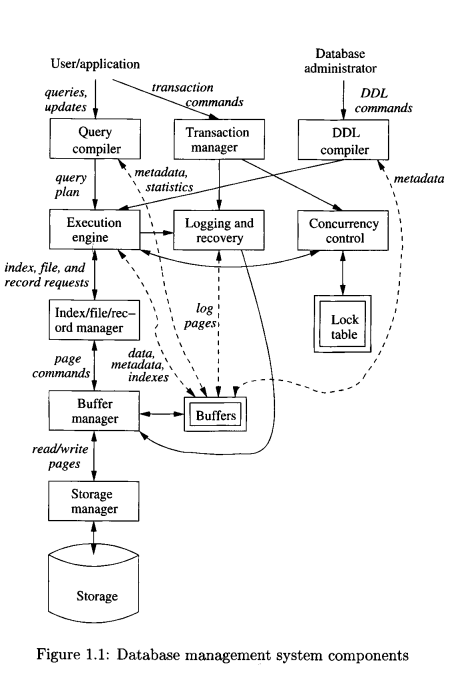 User/application
Database
administrator
queries,
updates
transaction
commands
DDL
commands
Query
compiler
Transaction
manager
DDL
compiler
query
plan
metadata,
statistics
metadata
Execution
engine
Logging and
recovery
Concurrency
control
index, file, and
record requests
log
pages
Index/file/rec–
ord manager
Lock
table
page
commands
data,
metadata,
indexes
Buffer
manager
Buffers
read/write
pages
Storage
manager
Storage
Figure 1.1: Database management system components